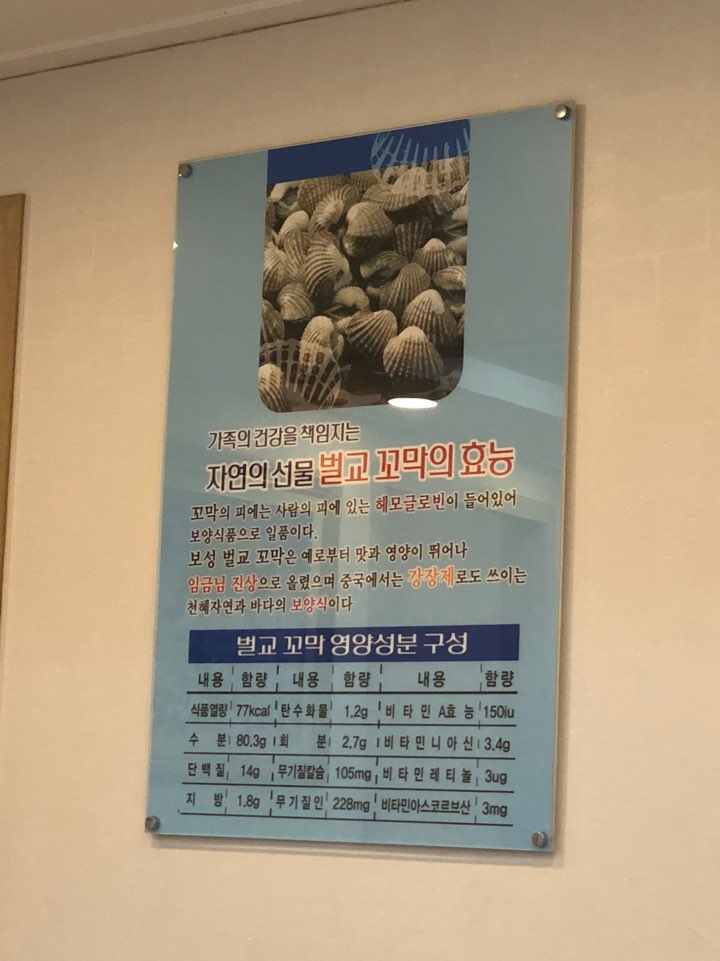 가족의 건강을 책임지는
자연의 선물 벌교 꼬막의 효능
꼬막의 피에는 사람의 피에 있는 헤모글로빈이 들어있어
보양식품으로 일품이다.
보성 벌교 꼬막은 예로부터 맛과 영양이 뛰어나
임금님 진상으로 올렸으며 중국에서는 강장제로도 쓰이는
천혜자연과 바다의 보양식이다
벌교 꼬막 영양성분 구성
내용 함량 내용 함량 내용 함량
식품열량 77kcal 탄수화물 1.2g 비타민A효능 150iu
수분 80.3g 회분 2.7g 비타민니아신 3.4g
단백질 14g 무기질칼슘 105mg 비타민레티놀 3ug
지방 1.8g 무기질인 228mg 비타민아스코르브산 3mg